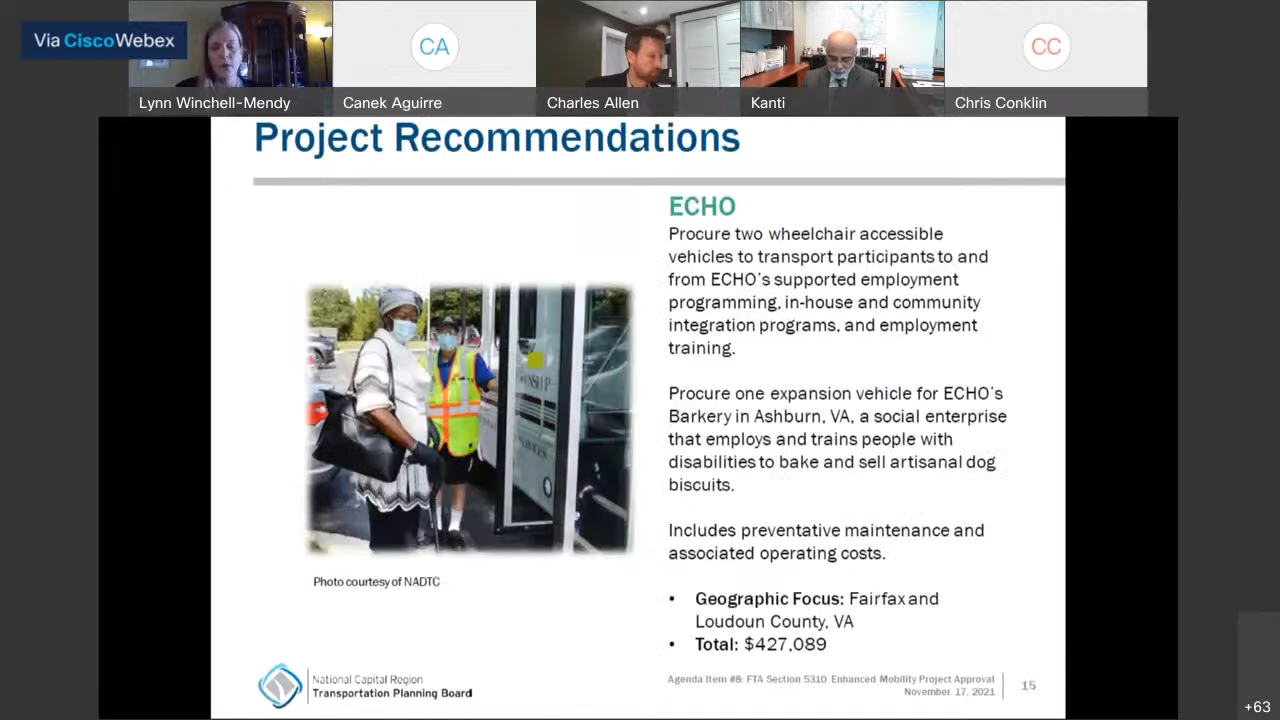 Via CiscoWebex
CA
CC
Lynn Winchell-Mendy
Canek Aguirre
Charles Allen
Kanti
Chris Conklin
Project Recommendations
ECHO
Procure two wheelchair accessible
vehicles to transport participants to and
from ECHO's supported employment
programming, in-house and community
integration programs, and employment
training.
Procure one expansion vehicle for ECHO's
Barkery in Ashburn, VA, a social enterprise
that employs and trains people with
disabilities to bake and sell artisanal dog
biscuits.
Includes preventative maintenance and
associated operating costs.
• Geographic Focus: Fairfax and
Loudoun County, VA
• Total: $427,089
Photo courtesy of NADTC
National Capital Region
Transportation Planning Board
Agenda Item #8: FTA Section 5310 Enhanced Mobility Project Approval
November 17, 2021
15
+63